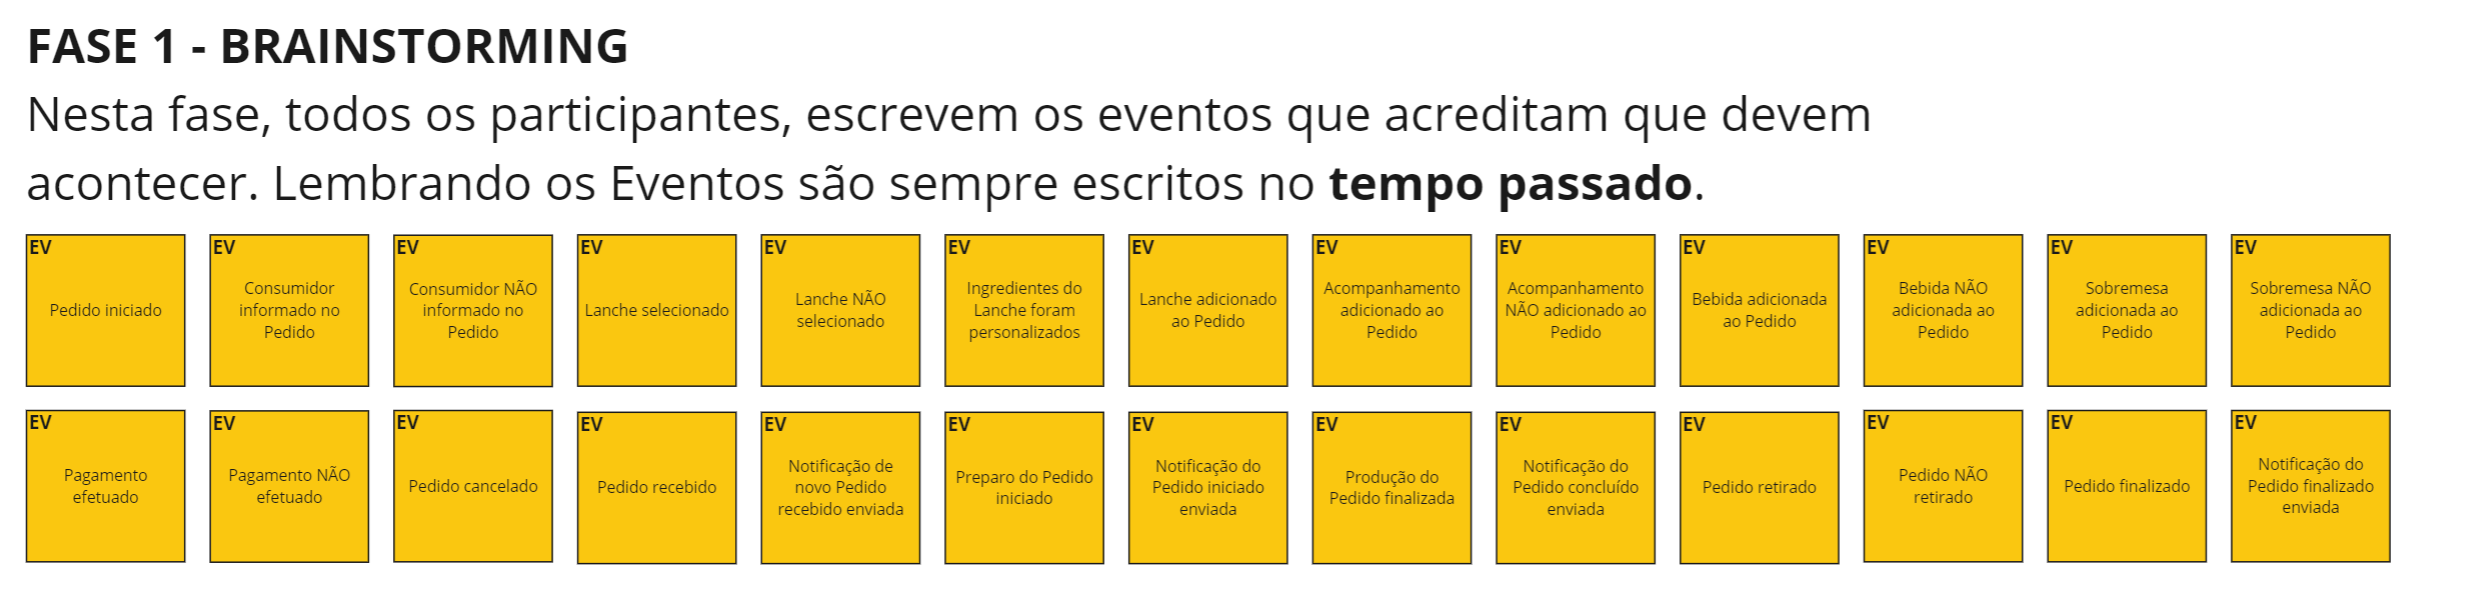 FASE 1 - BRAINSTORMING
Nesta fase, todos os participantes, escrevem os eventos que acreditam que devem
acontecer. Lembrando os Eventos são sempre escritos no tempo passado.
EV
Pedido iniciado
EV
Consumidor
informado no
Pedido
EV
Consumidor NÃO
informado no
Pedido
EV
Lanche selecionado
EV
Lanche NÃO
selecionado
EV
Ingredientes do
Lanche foram
personalizados
EV
Lanche adicionado
ao Pedido
EV
Acompanhamento
adicionado ao
Pedido
EV
Acompanhamento
NÃO adicionado ao
Pedido
EV
Bebida adicionada
ao Pedido
EV
Bebida NÃO
adicionada ao
Pedido
EV
Sobremesa
adicionada ao
Pedido
EV
Sobremesa NÃO
adicionada ao
Pedido
EV
Pagamento
efetuado
EV
Pagamento NÃO
efetuado
EV
Pedido cancelado
EV
Pedido recebido
EV
Notificação de
novo Pedido
recebido enviada
EV
Preparo do Pedido
iniciado
EV
Notificação do
Pedido iniciado
enviada
EV
Produção do
Pedido finalizada
EV
Notificação do
Pedido concluído
enviada
EV
Pedido retirado
EV
Pedido NÃO
retirado
EV
Pedido finalizado
EV
Notificação do
Pedido finalizado
enviada